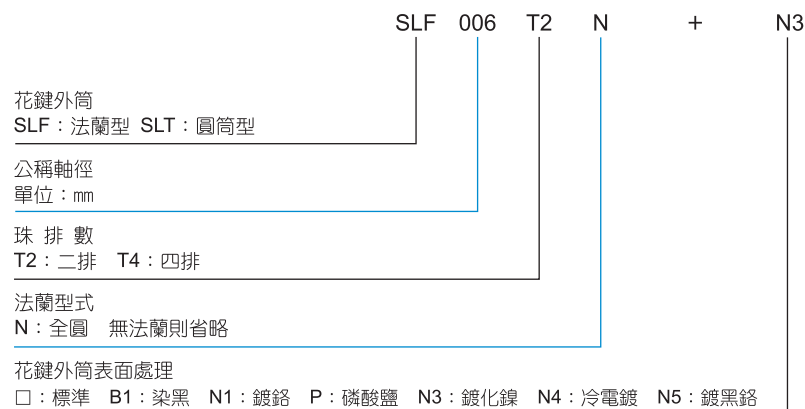 SLF 006 T2 N + N3
花鍵外筒
SLF：法蘭型 SLT：圓筒型
公稱軸徑
單位：mm
珠 排 數
T2：二排 T4：四排
法蘭型式
N：全圓 無法蘭則省略
花鍵外筒表面處理
□：標準 B1：染黑 N1：鍍鉻 P：磷酸鹽 N3：鍍化鎳 N4：冷電鍍 N5：鍍黑鉻